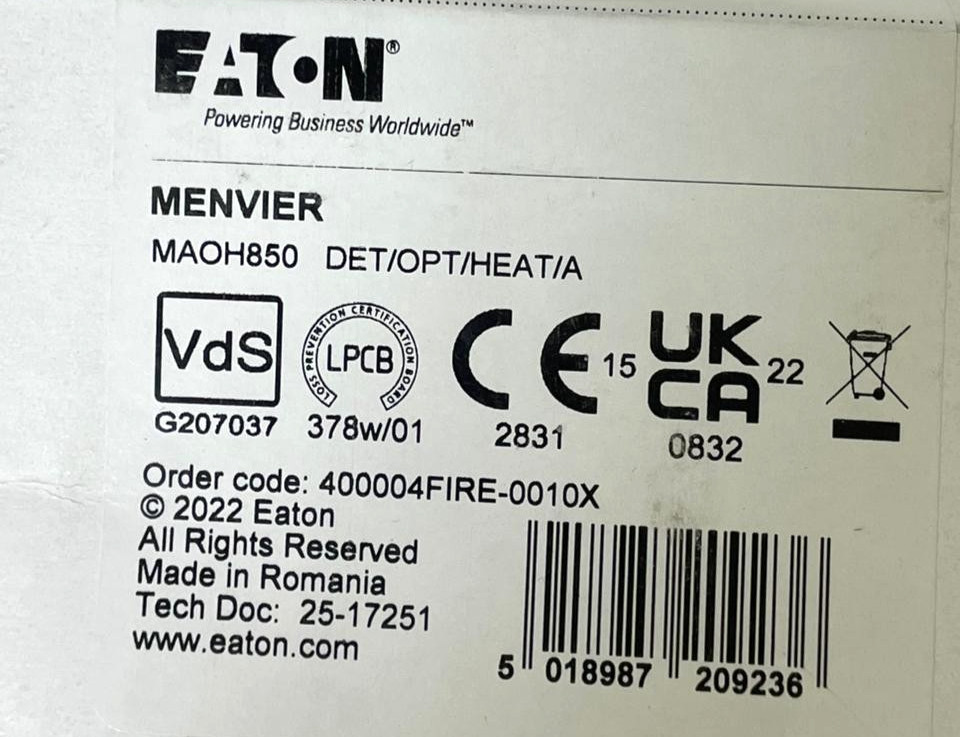 EATON®
Powering Business Worldwide™
MENVIER
MAOH850 DET/OPT/HEAT/A
VdS
G207037
LOSS PREVENTION CERTIFICATION BOARD
LPCB
378w/01
CE 15
2831
UK
CA 22
0832
Order code: 400004FIRE-0010X
© 2022 Eaton
All Rights Reserved
Made in Romania
Tech Doc: 25-17251
www.eaton.com
5 018987 209236